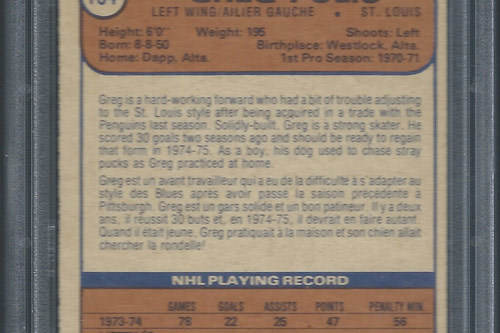 LEFT WING/AILIER GAUCHE • ST. LOUIS
Height: 6'0" Weight: 195 Shoots: Left
Born: 8-8-50 Birthplace: Westlock, Alta.
Home: Dapp, Alta. 1st Pro Season: 1970-71
Greg is a hard-working forward who had a bit of trouble adjusting
to the St. Louis style after being acquired in a trade with the
Penguins last season. Solidly-built, Greg is a strong skater. He
scored 30 goals two seasons ago and should be ready to regain
that form in 1974-75. As a boy, his dog used to chase stray
pucks as Greg practiced at home.
Greg est un avant travailleur qui a eu de la difficulté à s'adapter au
style des Blues après avoir passé la saison précédente à
Pittsburgh. Greg est un gars solide et un bon patineur. Il y a deux
ans, il réussit 30 buts et, en 1974-75, il devrait en faire autant.
Quand il était jeune, Greg pratiquait à la maison et son chien allait
chercher la rondelle!
NHL PLAYING RECORD
GAMES GOALS ASSISTS POINTS PENALTY MIN.
1973-74 78 22 25 47 56